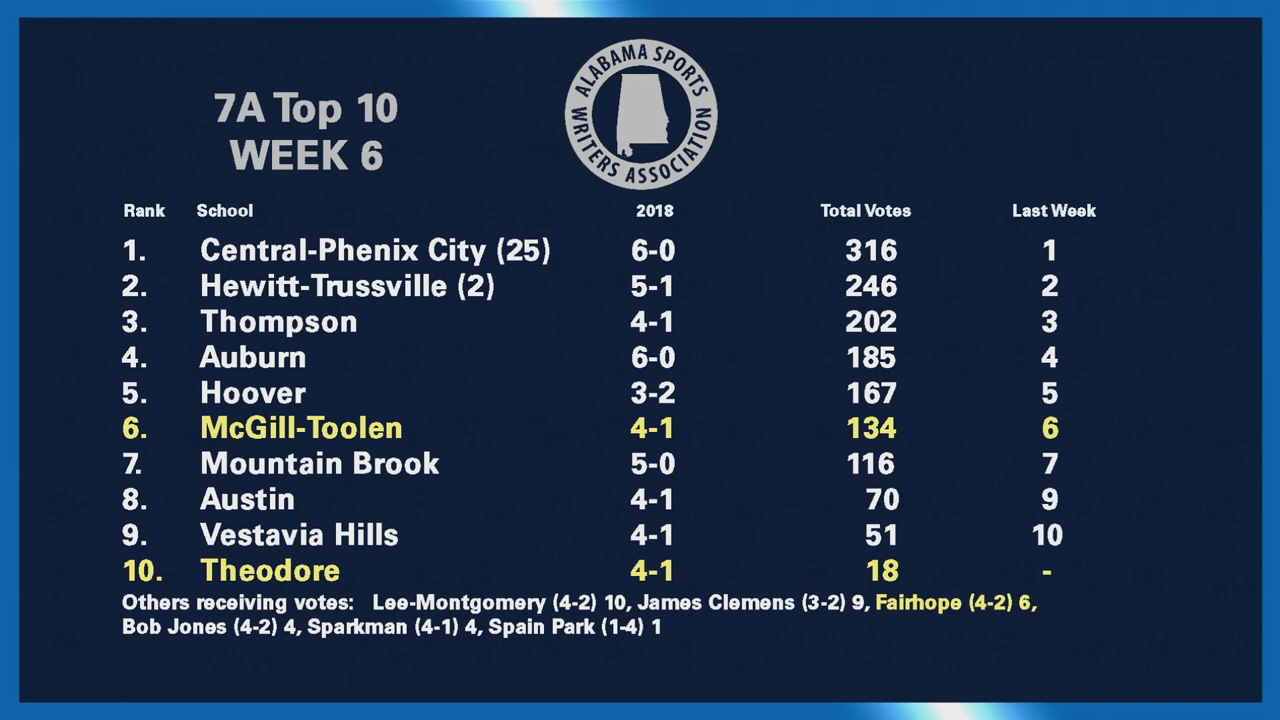 ALABAMA SPORTS
WRITERS ASSOCIATION
7A Top 10
WEEK 6
Rank School 2018 Total Votes Last Week
1. Central-Phenix City (25) 6-0 316 1
2. Hewitt-Trussville (2) 5-1 246 2
3. Thompson 4-1 202 3
4. Auburn 6-0 185 4
5. Hoover 3-2 167 5
6. McGill-Toolen 4-1 134 6
7. Mountain Brook 5-0 116 7
8. Austin 4-1 70 9
9. Vestavia Hills 4-1 51 10
10. Theodore 4-1 18 -
Others receiving votes: Lee-Montgomery (4-2) 10, James Clemens (3-2) 9, Fairhope (4-2) 6,
Bob Jones (4-2) 4, Sparkman (4-1) 4, Spain Park (1-4) 1